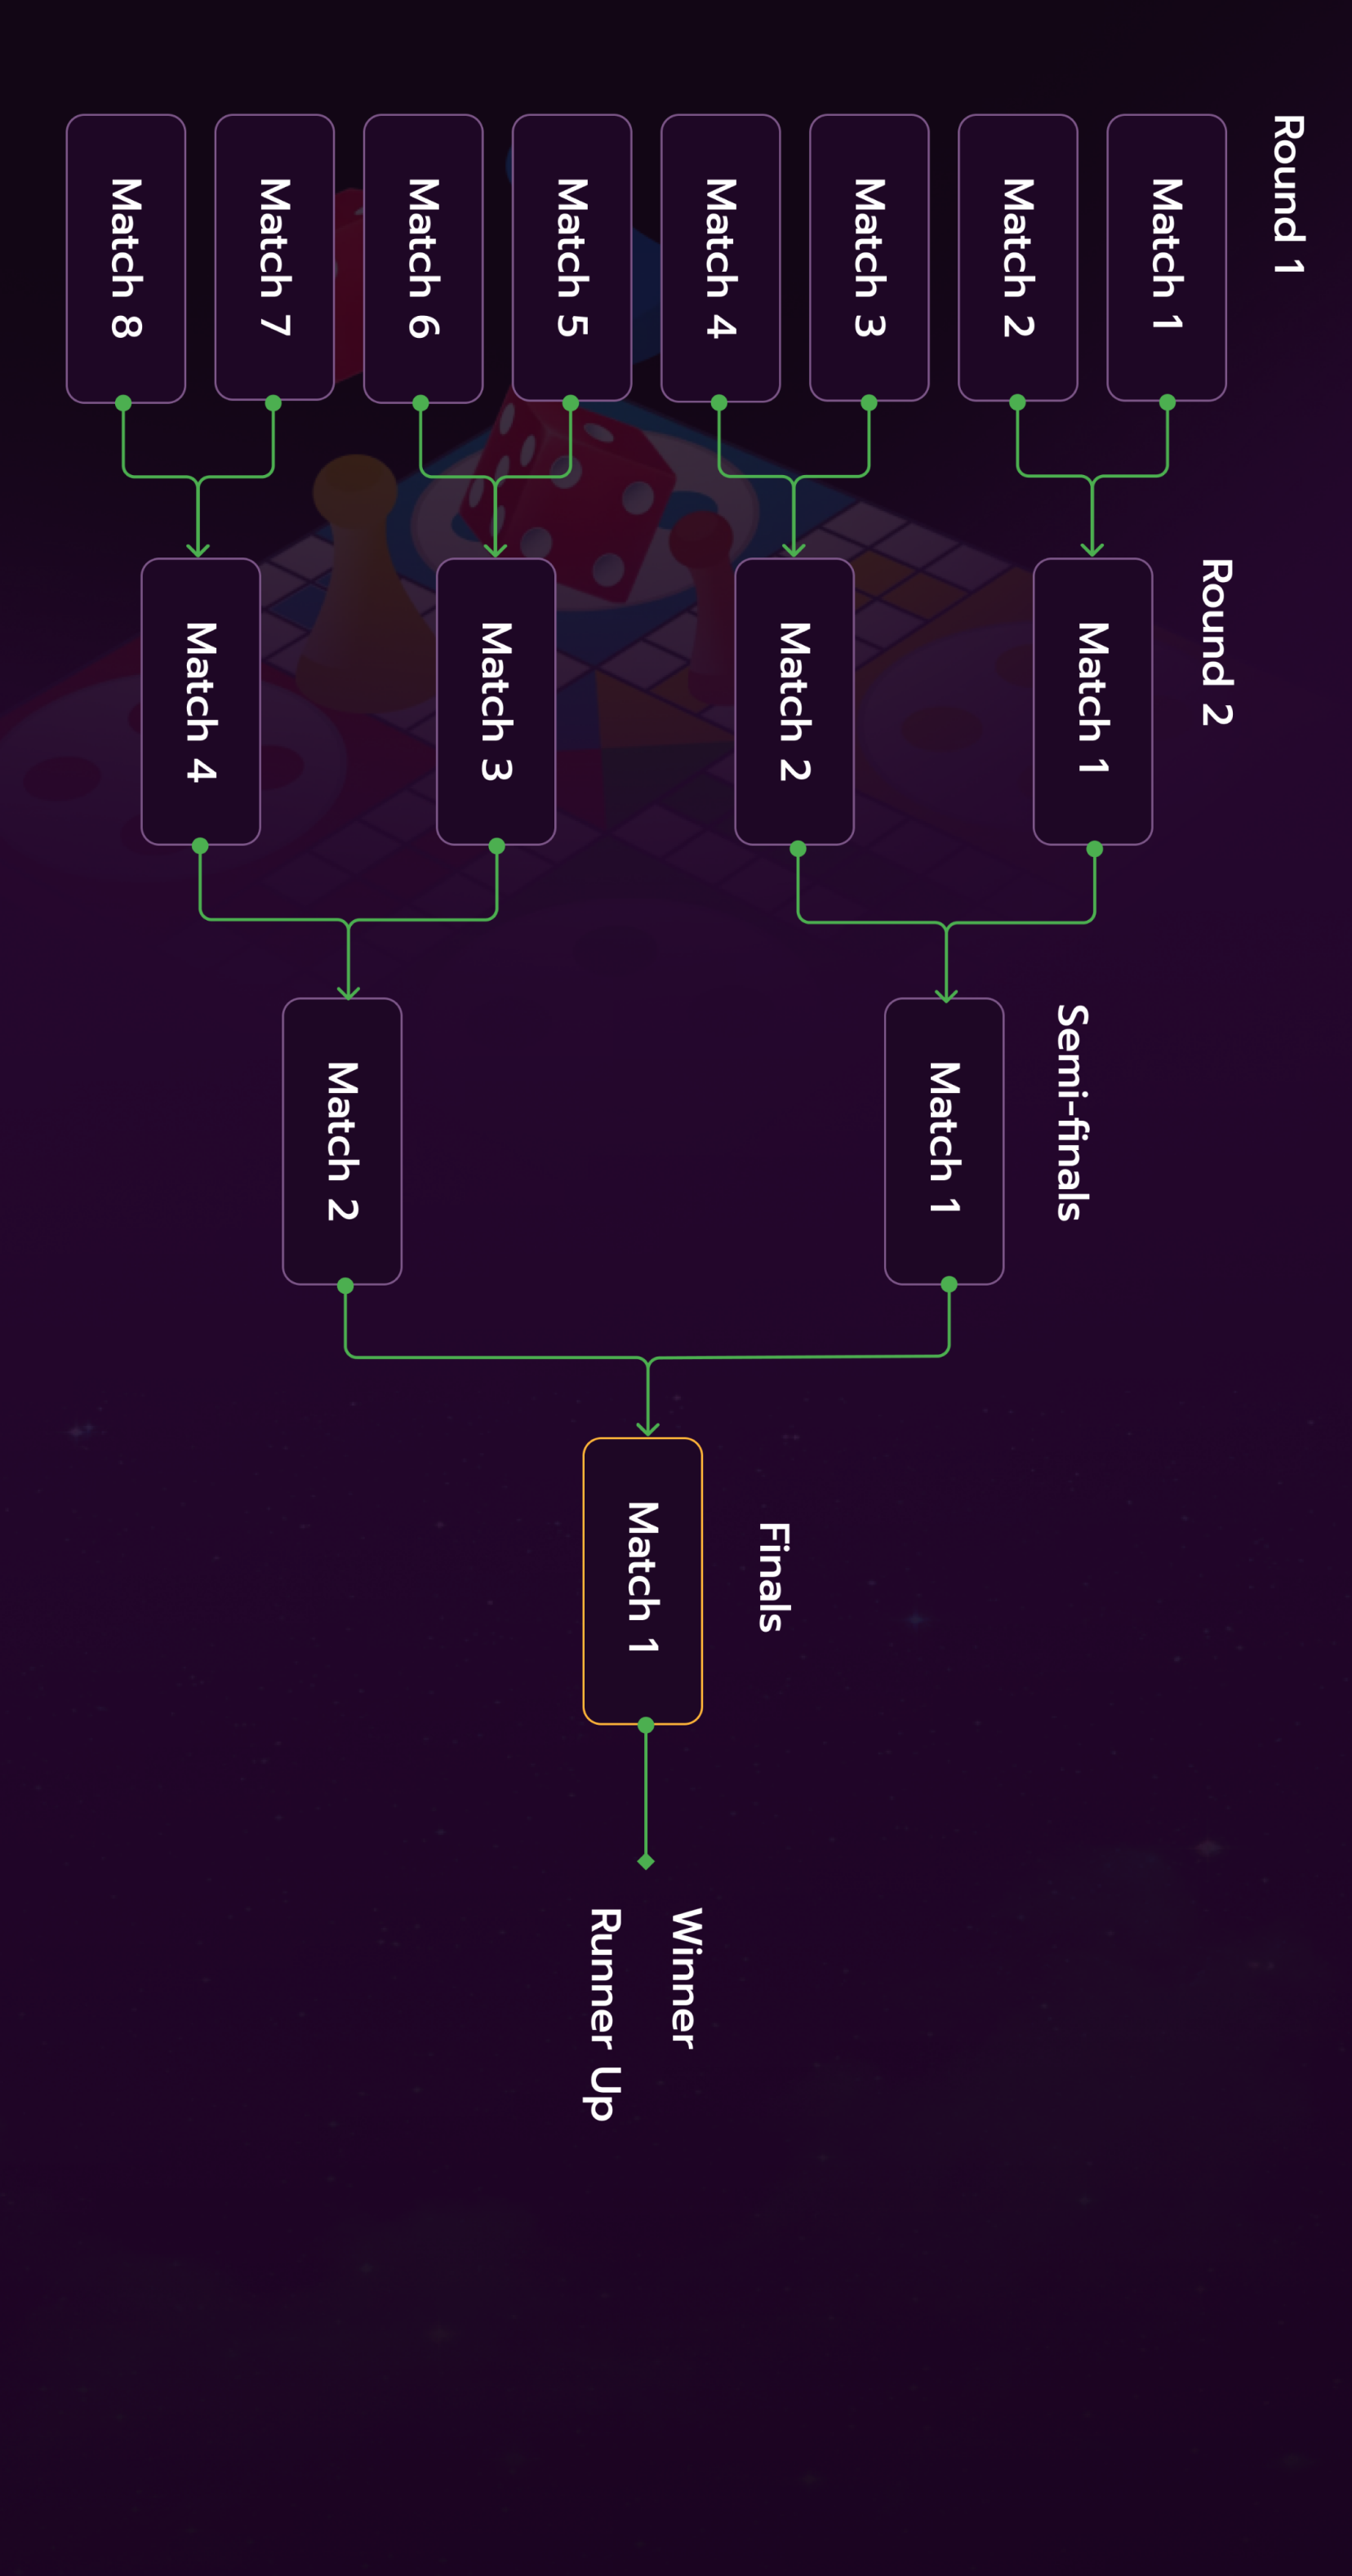 Round 1
Match 1
Match 2
Match 3
Match 4
Match 5
Match 6
Match 7
Match 8
Round 2
Match 1
Match 2
Match 3
Match 4
Semi-finals
Match 1
Match 2
Finals
Match 1
Winner
Runner Up